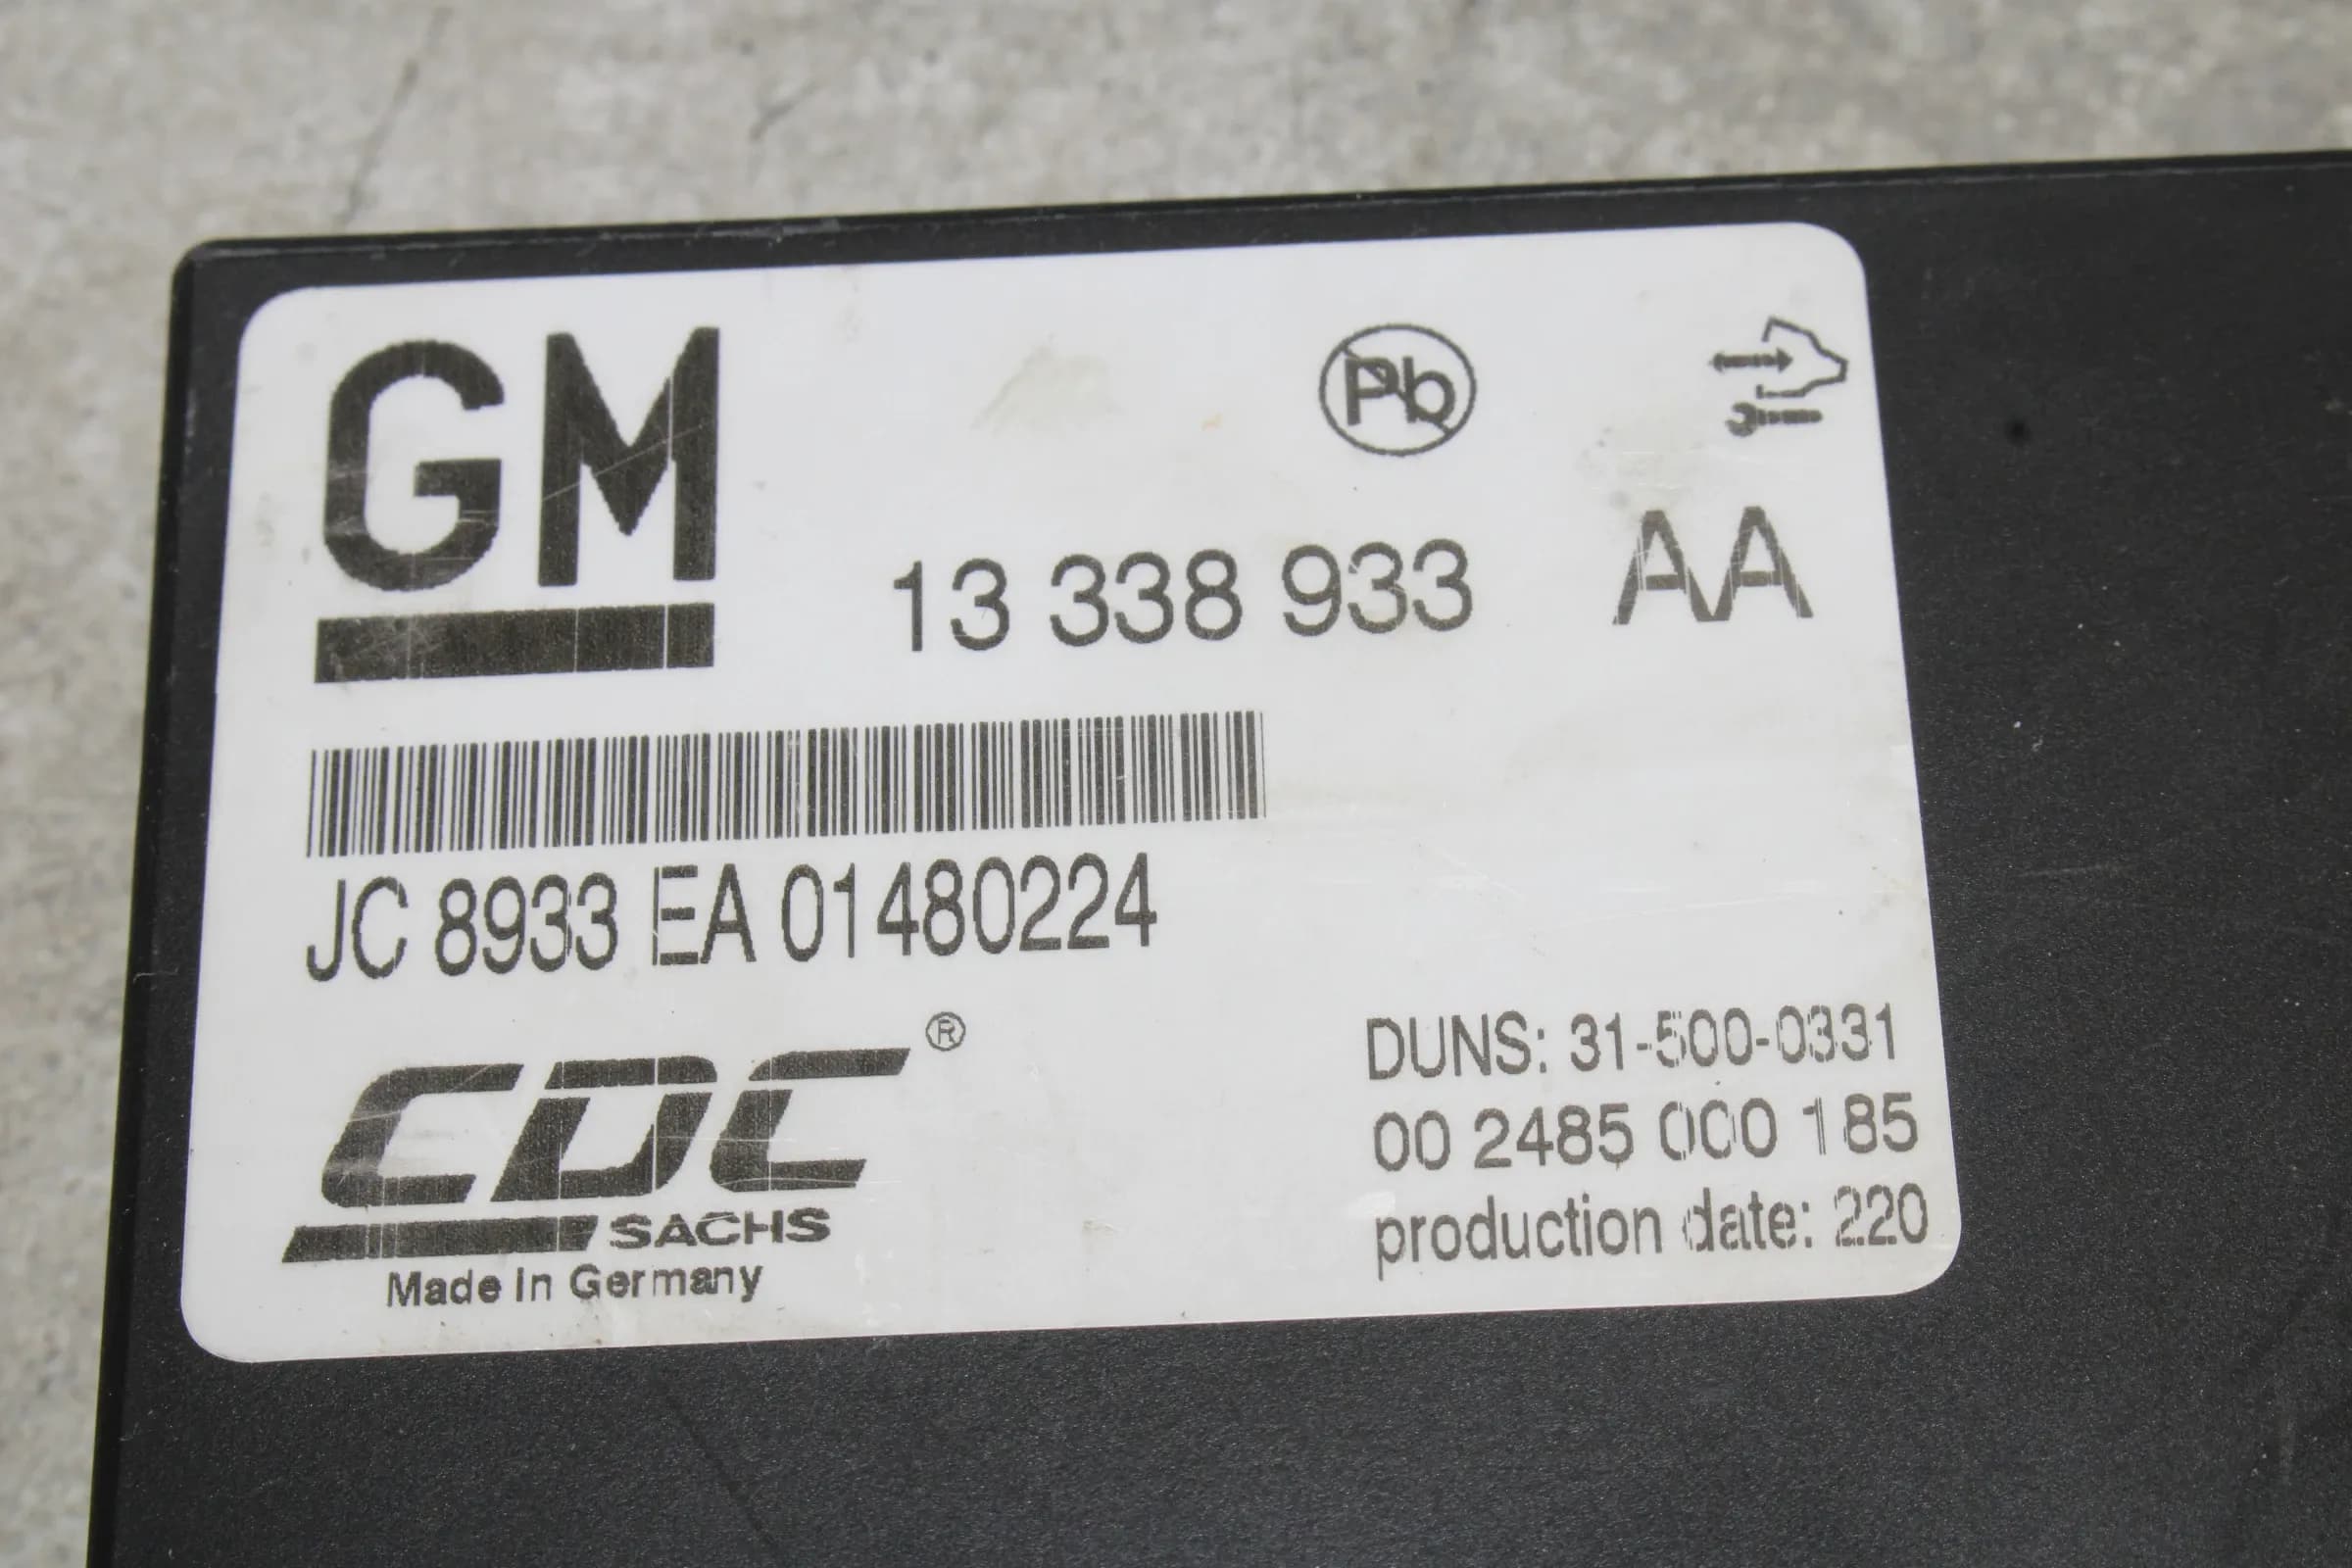 GM
Pb
13 338 933 AA
JC 8933 EA 01480224
CDC®
SACHS
Made In Germany
DUNS: 31-500-0331
00 2485 000 185
production date: 220